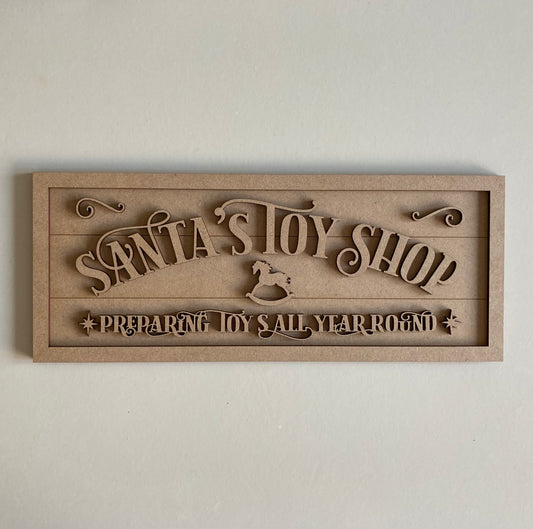 SANTA'S TOY SHOP
PREPARING TOYS ALL YEAR ROUND